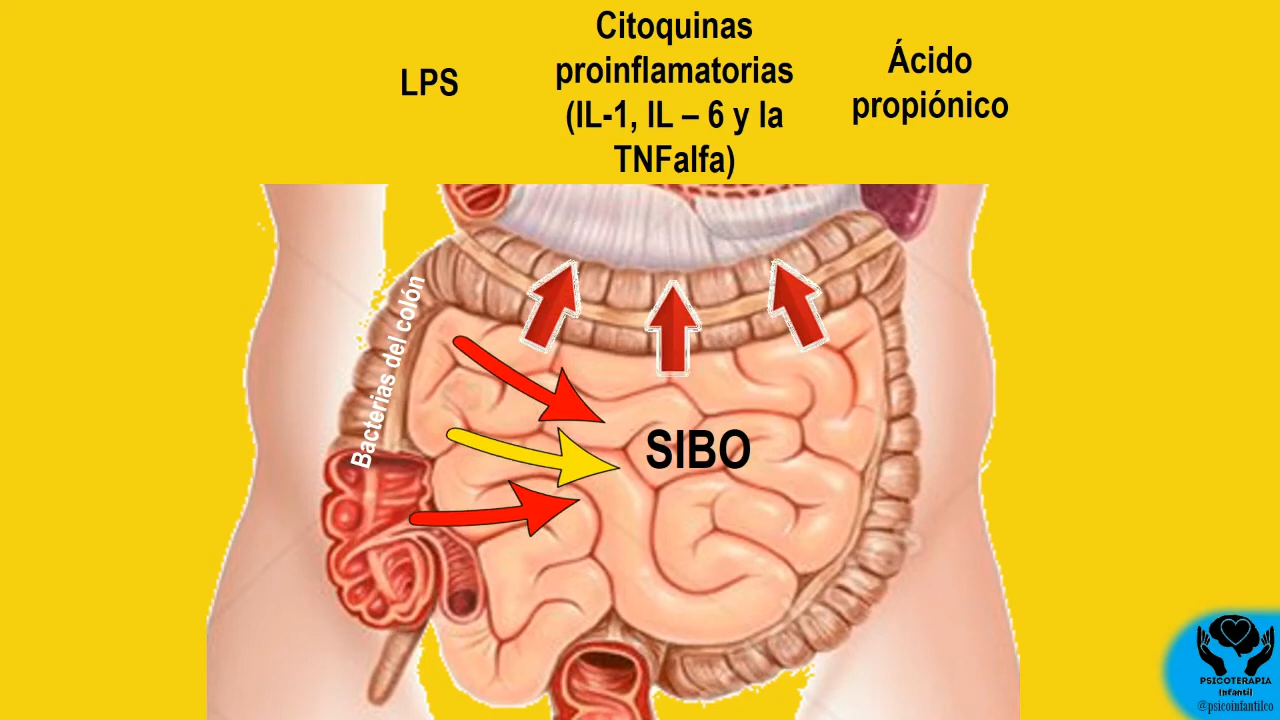 LPS
Citoquinas
proinflamatorias
(IL-1, IL – 6 y la
TNFalfa)
Ácido
propiónico
Bacterias del colón
SIBO
PSICOTERAPIA
Infantil
@psicoinfantilco